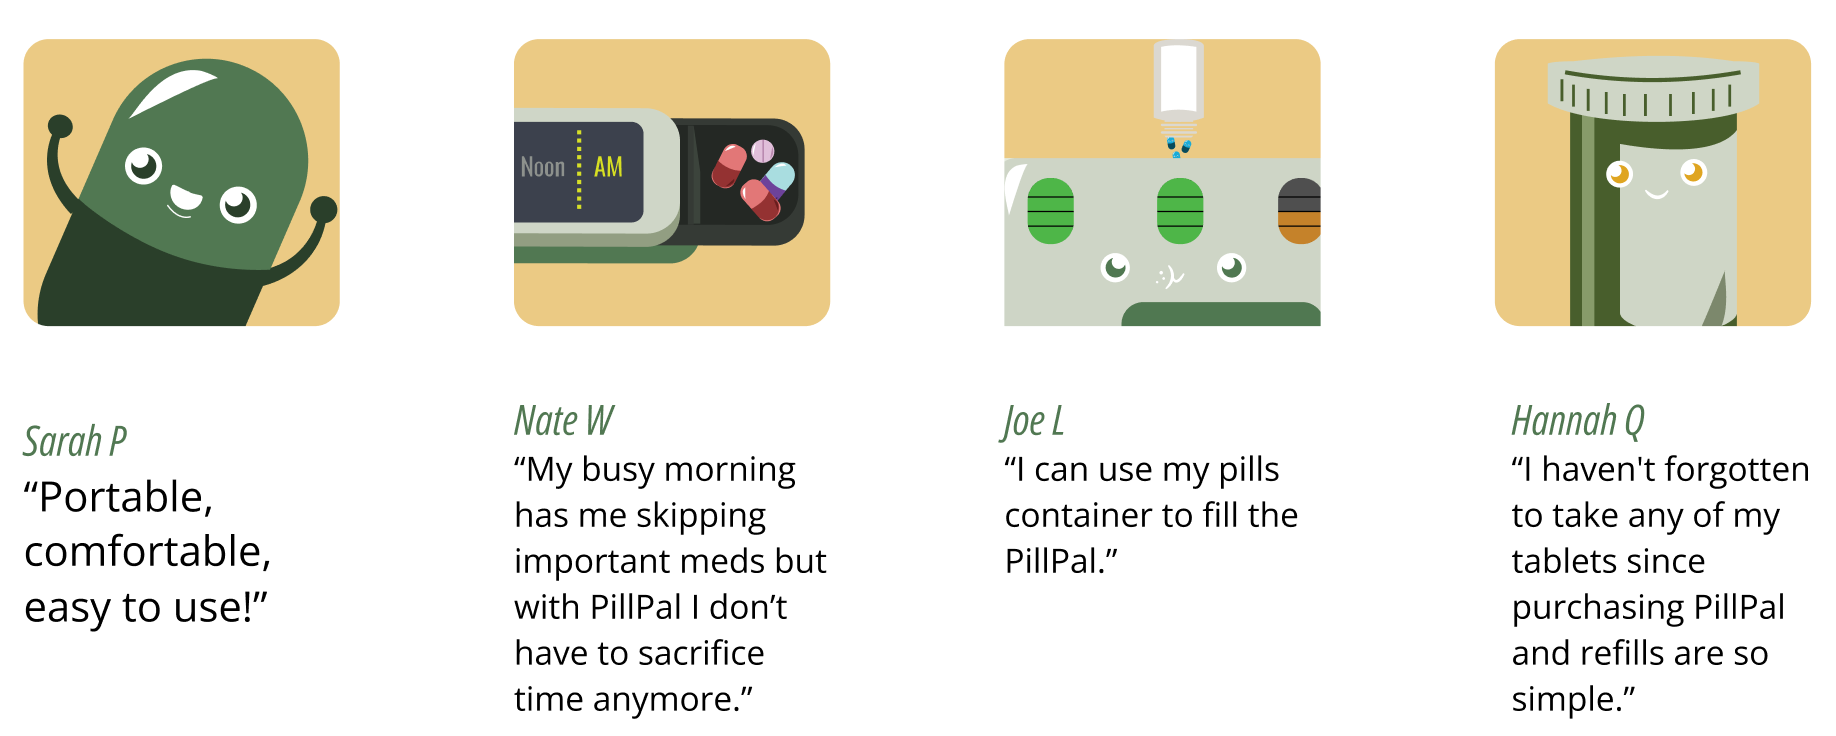 Noon
AM
Sarah P
“Portable,
comfortable,
easy to use!”
Nate W
“My busy morning
has me skipping
important meds but
with PillPal I don’t
have to sacrifice
time anymore.”
Joe L
“I can use my pills
container to fill the
PillPal.”
Hannah Q
“I haven't forgotten
to take any of my
tablets since
purchasing PillPal
and refills are so
simple.”